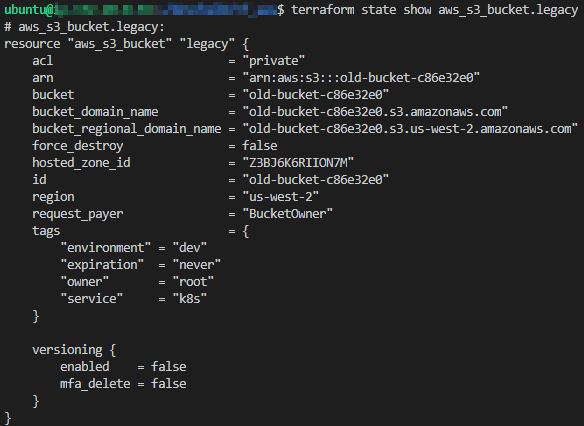 ubuntu@ $ terraform state show aws_s3_bucket.legacy
# aws_s3_bucket.legacy:
resource "aws_s3_bucket" "legacy" {
    acl                         = "private"
    arn                         = "arn:aws:s3:::old-bucket-c86e32e0"
    bucket                      = "old-bucket-c86e32e0"
    bucket_domain_name          = "old-bucket-c86e32e0.s3.amazonaws.com"
    bucket_regional_domain_name = "old-bucket-c86e32e0.s3.us-west-2.amazonaws.com"
    force_destroy               = false
    hosted_zone_id              = "Z3BJ6K6RIION7M"
    id                          = "old-bucket-c86e32e0"
    region                      = "us-west-2"
    request_payer               = "BucketOwner"
    tags                        = {
        "environment" = "dev"
        "expiration"  = "never"
        "owner"       = "root"
        "service"     = "k8s"
    }

    versioning {
        enabled    = false
        mfa_delete = false
    }
}